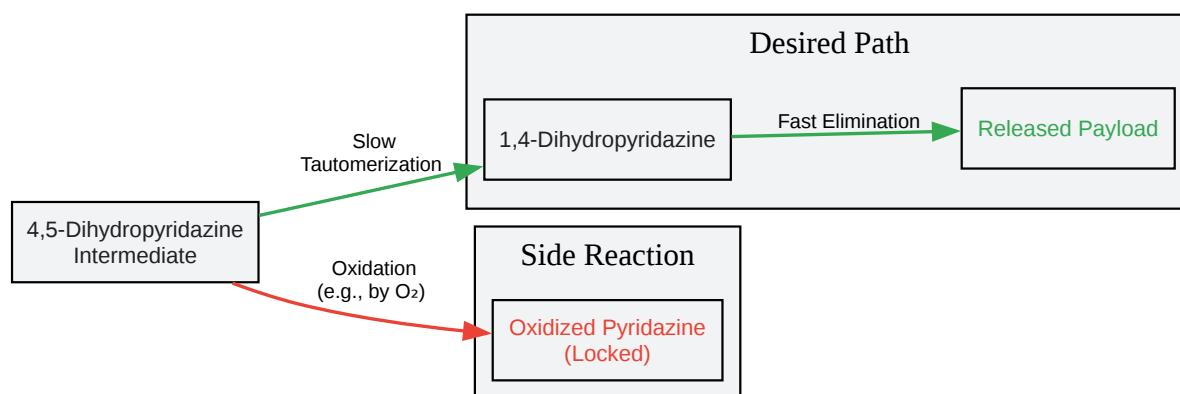 Desired Path
1,4-Dihydropyridazine
Fast Elimination
Released Payload
Slow
Tautomerization
4,5-Dihydropyridazine
Intermediate
Side Reaction
Oxidation
(e.g., by O₂)
Oxidized Pyridazine
(Locked)